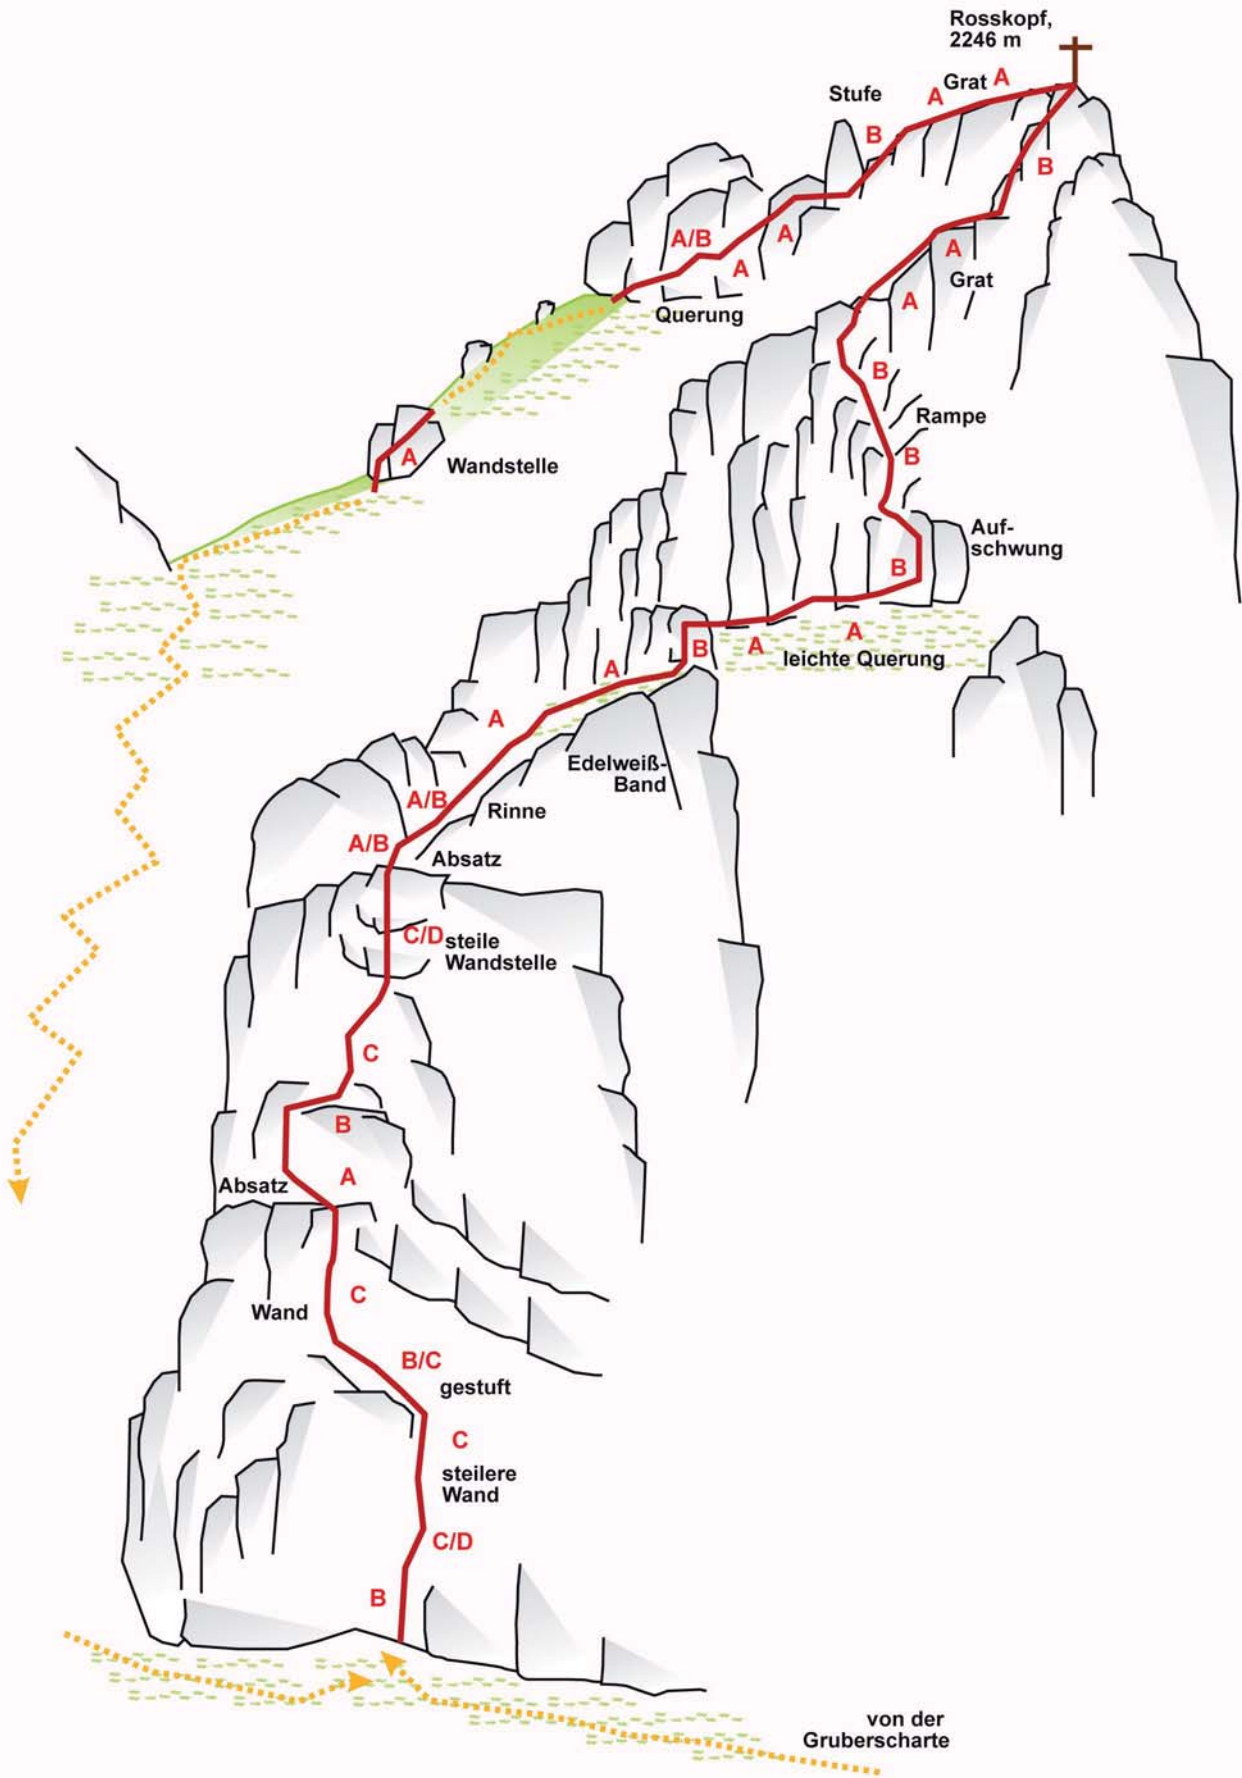 Rosskopf,
2246 m
Grat A
A
Stufe
B
B
A/B
A
A
A
Grat
A
Querung
B
Rampe
A
Wandstelle
B
Auf-
schwung
B
A
B
A
leichte Querung
A
A
Edelweiß-
Band
A/B
Rinne
A/B
Absatz
C/D
steile
Wandstelle
C
B
A
Absatz
C
Wand
B/C
gestuft
C
steilere
Wand
C/D
B
von der
Gruberscharte